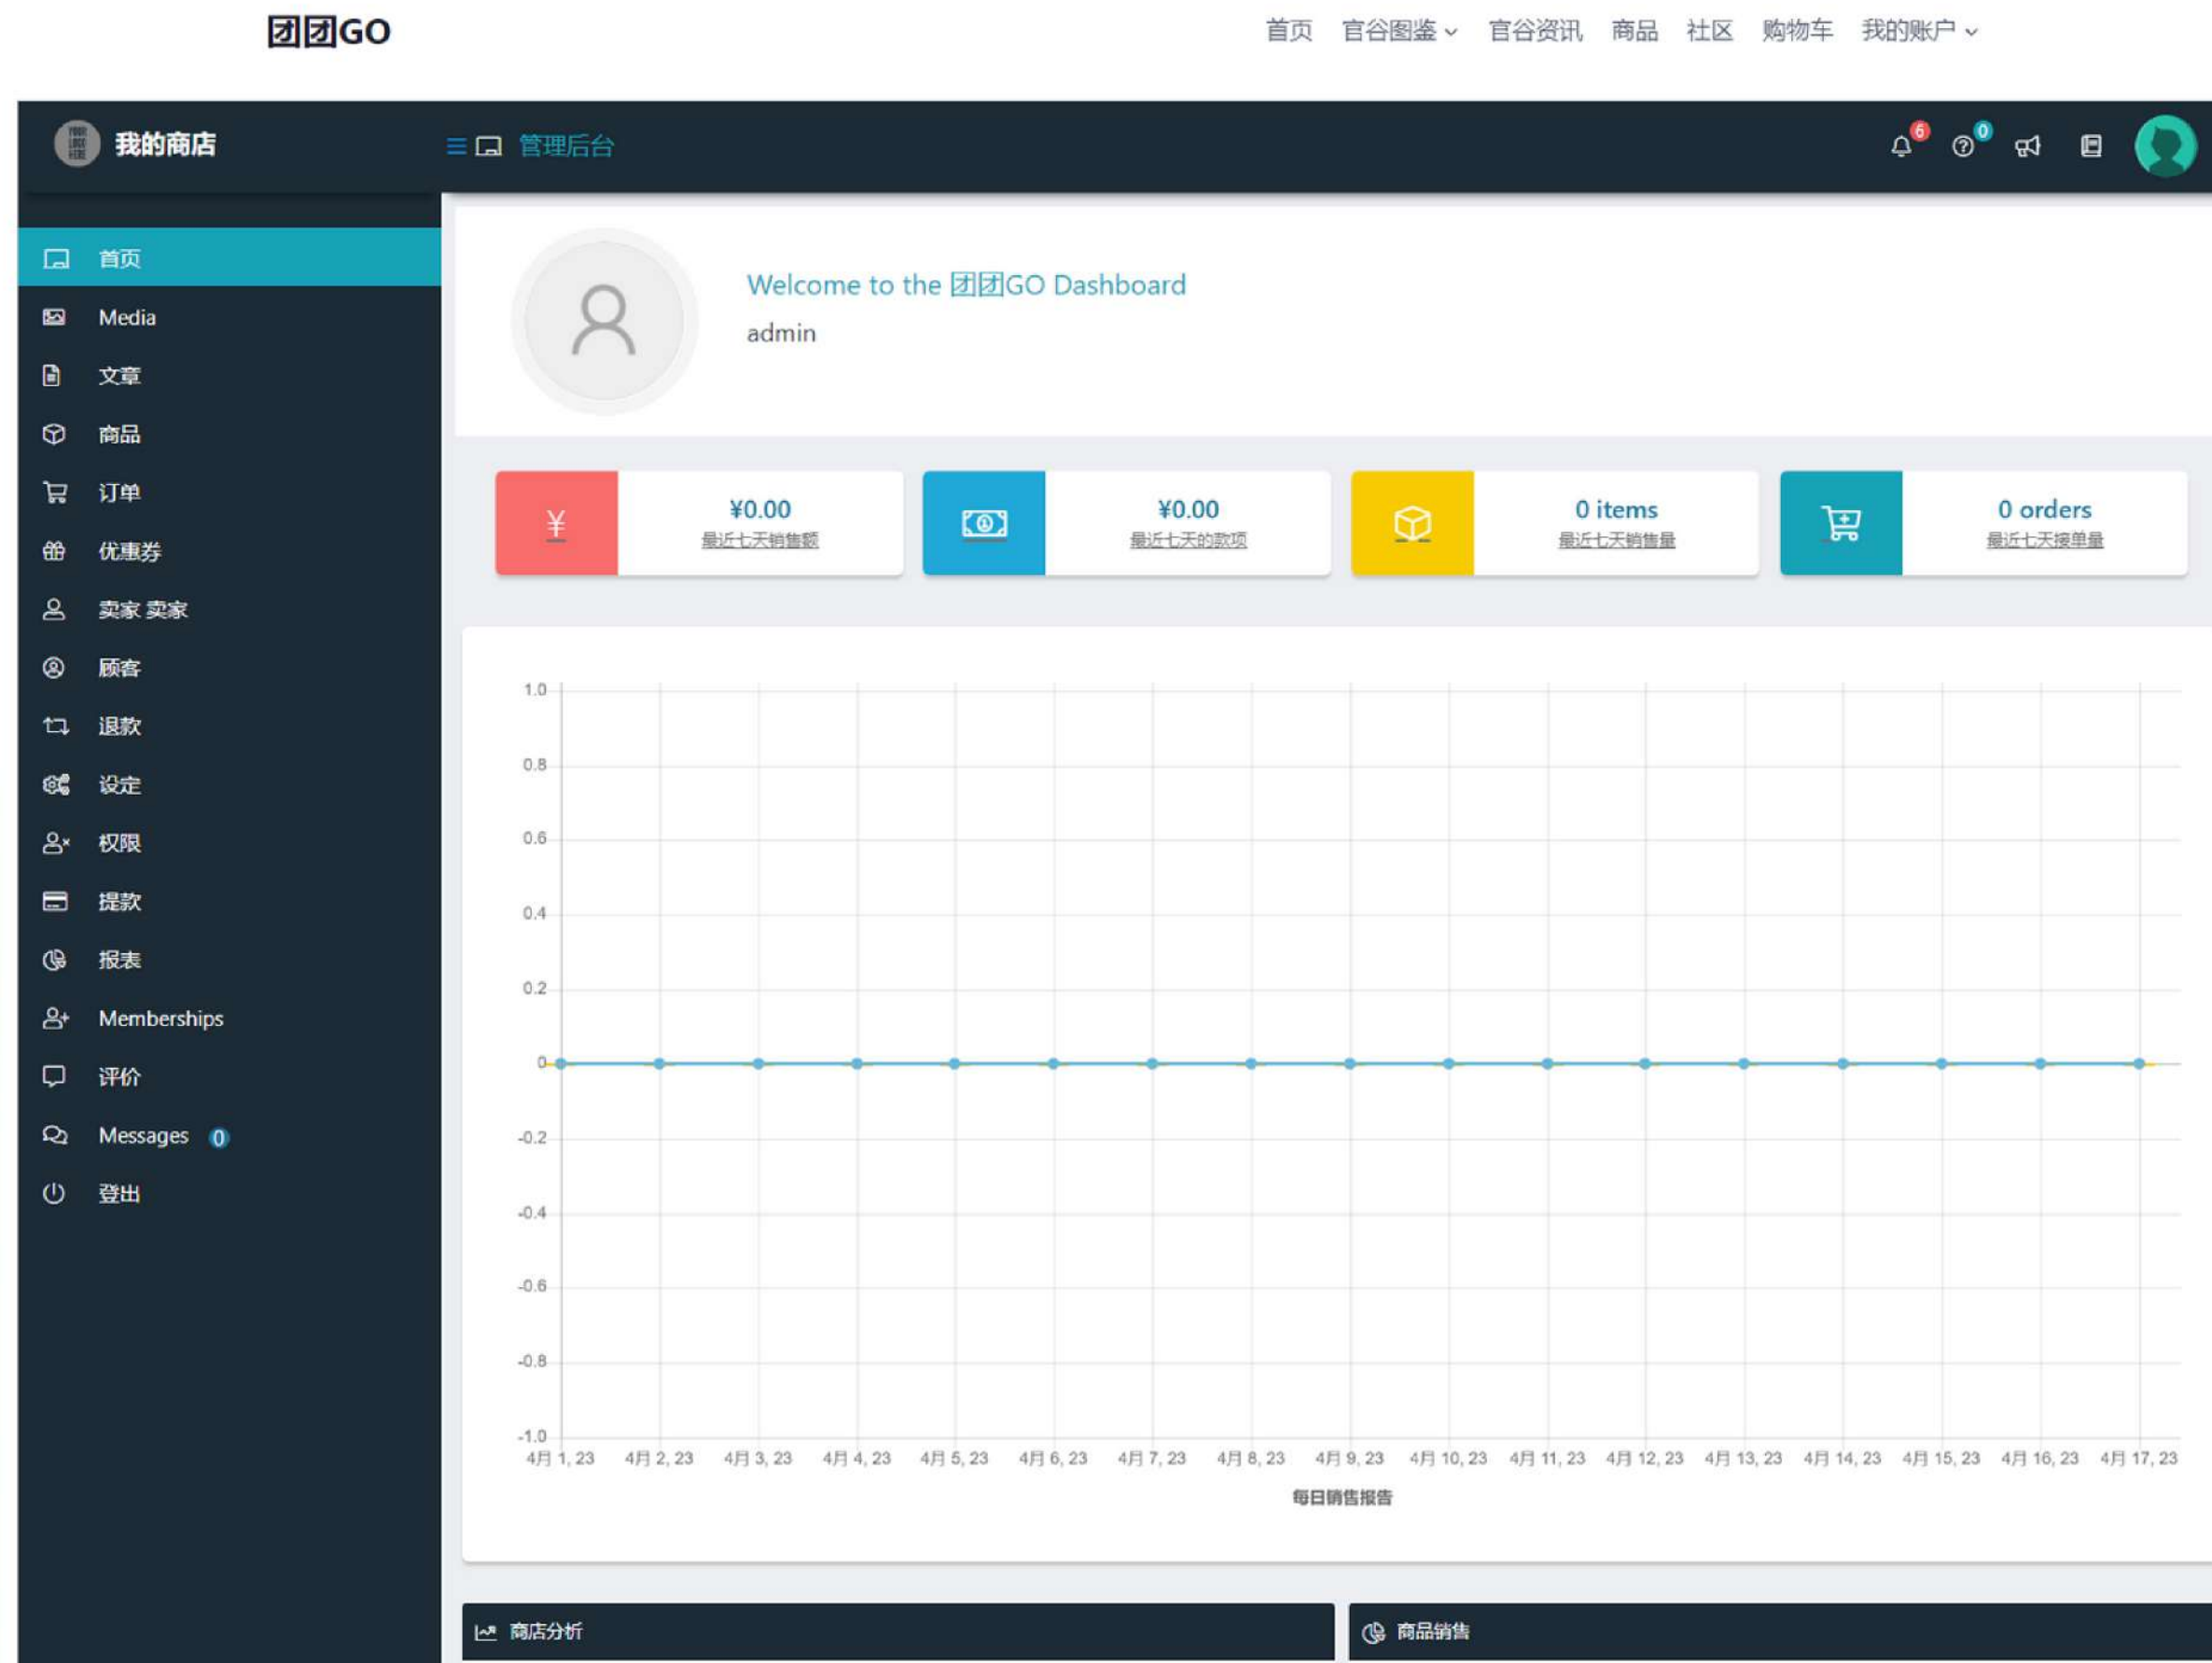 团团GO
首页 官谷图鉴 官谷资讯 商品 社区 购物车 我的账户
YOUR LOGO HERE
我的商店
管理后台
6
0
首页
Media
文章
商品
订单
优惠券
卖家 卖家
顾客
退款
设定
权限
提款
报表
Memberships
评价
Messages 0
登出
Welcome to the 团团GO Dashboard
admin
¥0.00
最近七天销售额
¥0.00
最近七天的款项
0 items
最近七天销售量
0 orders
最近七天接单量
1.0
0.8
0.6
0.4
0.2
0
-0.2
-0.4
-0.6
-0.8
-1.0
4月 1, 23 4月 2, 23 4月 3, 23 4月 4, 23 4月 5, 23 4月 6, 23 4月 7, 23 4月 8, 23 4月 9, 23 4月 10, 23 4月 11, 23 4月 12, 23 4月 13, 23 4月 14, 23 4月 15, 23 4月 16, 23 4月 17, 23
每日销售报告
商店分析
商品销售